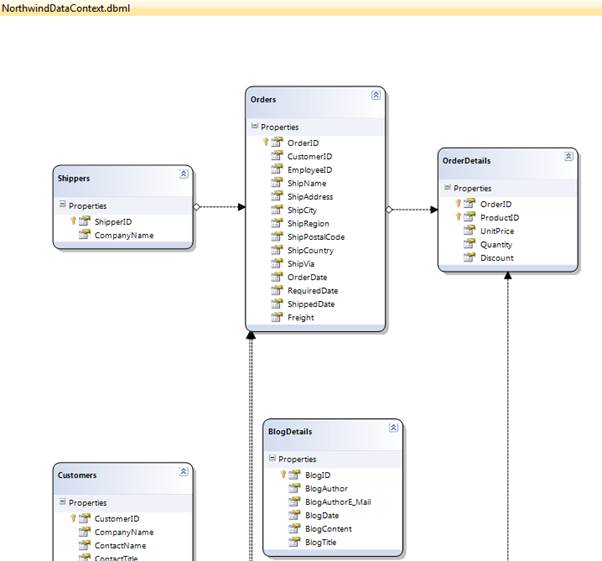 NorthwindDataContext.dbml
Orders
Properties
OrderID
CustomerID
EmployeeID
ShipName
ShipAddress
ShipCity
ShipRegion
ShipPostalCode
ShipCountry
ShipVia
OrderDate
RequiredDate
ShippedDate
Freight
Shippers
Properties
ShipperID
CompanyName
OrderDetails
Properties
OrderID
ProductID
UnitPrice
Quantity
Discount
BlogDetails
Properties
BlogID
BlogAuthor
BlogAuthorE_Mail
BlogDate
BlogContent
BlogTitle
Customers
Properties
CustomerID
CompanyName
ContactName
ContactTitle